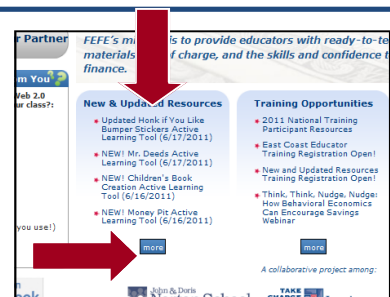 r Partner
FEFE's m is to provide educators with ready-to-te
materials of charge, and the skills and confidence t
finance.
m You?
Web 2.0
ur class?:
you use!)
New & Updated Resources
Updated Honk if You Like
Bumper Stickers Active
Learning Tool (6/17/2011)
NEW! Mr. Deeds Active
Learning Tool (6/17/2011)
NEW! Children's Book
Creation Active Learning
Tool (6/16/2011)
NEW! Money Pit Active
Learning Tool (6/16/2011)
more
Training Opportunities
2011 National Training
Participant Resources
East Coast Educator
Training Registration Open!
New and Updated Resources
Training Registration Open!
Think, Think, Nudge, Nudge:
How Behavioral Economics
Can Encourage Savings
Webinar
more
A collaborative project among:
John & Doris
School
TAKE